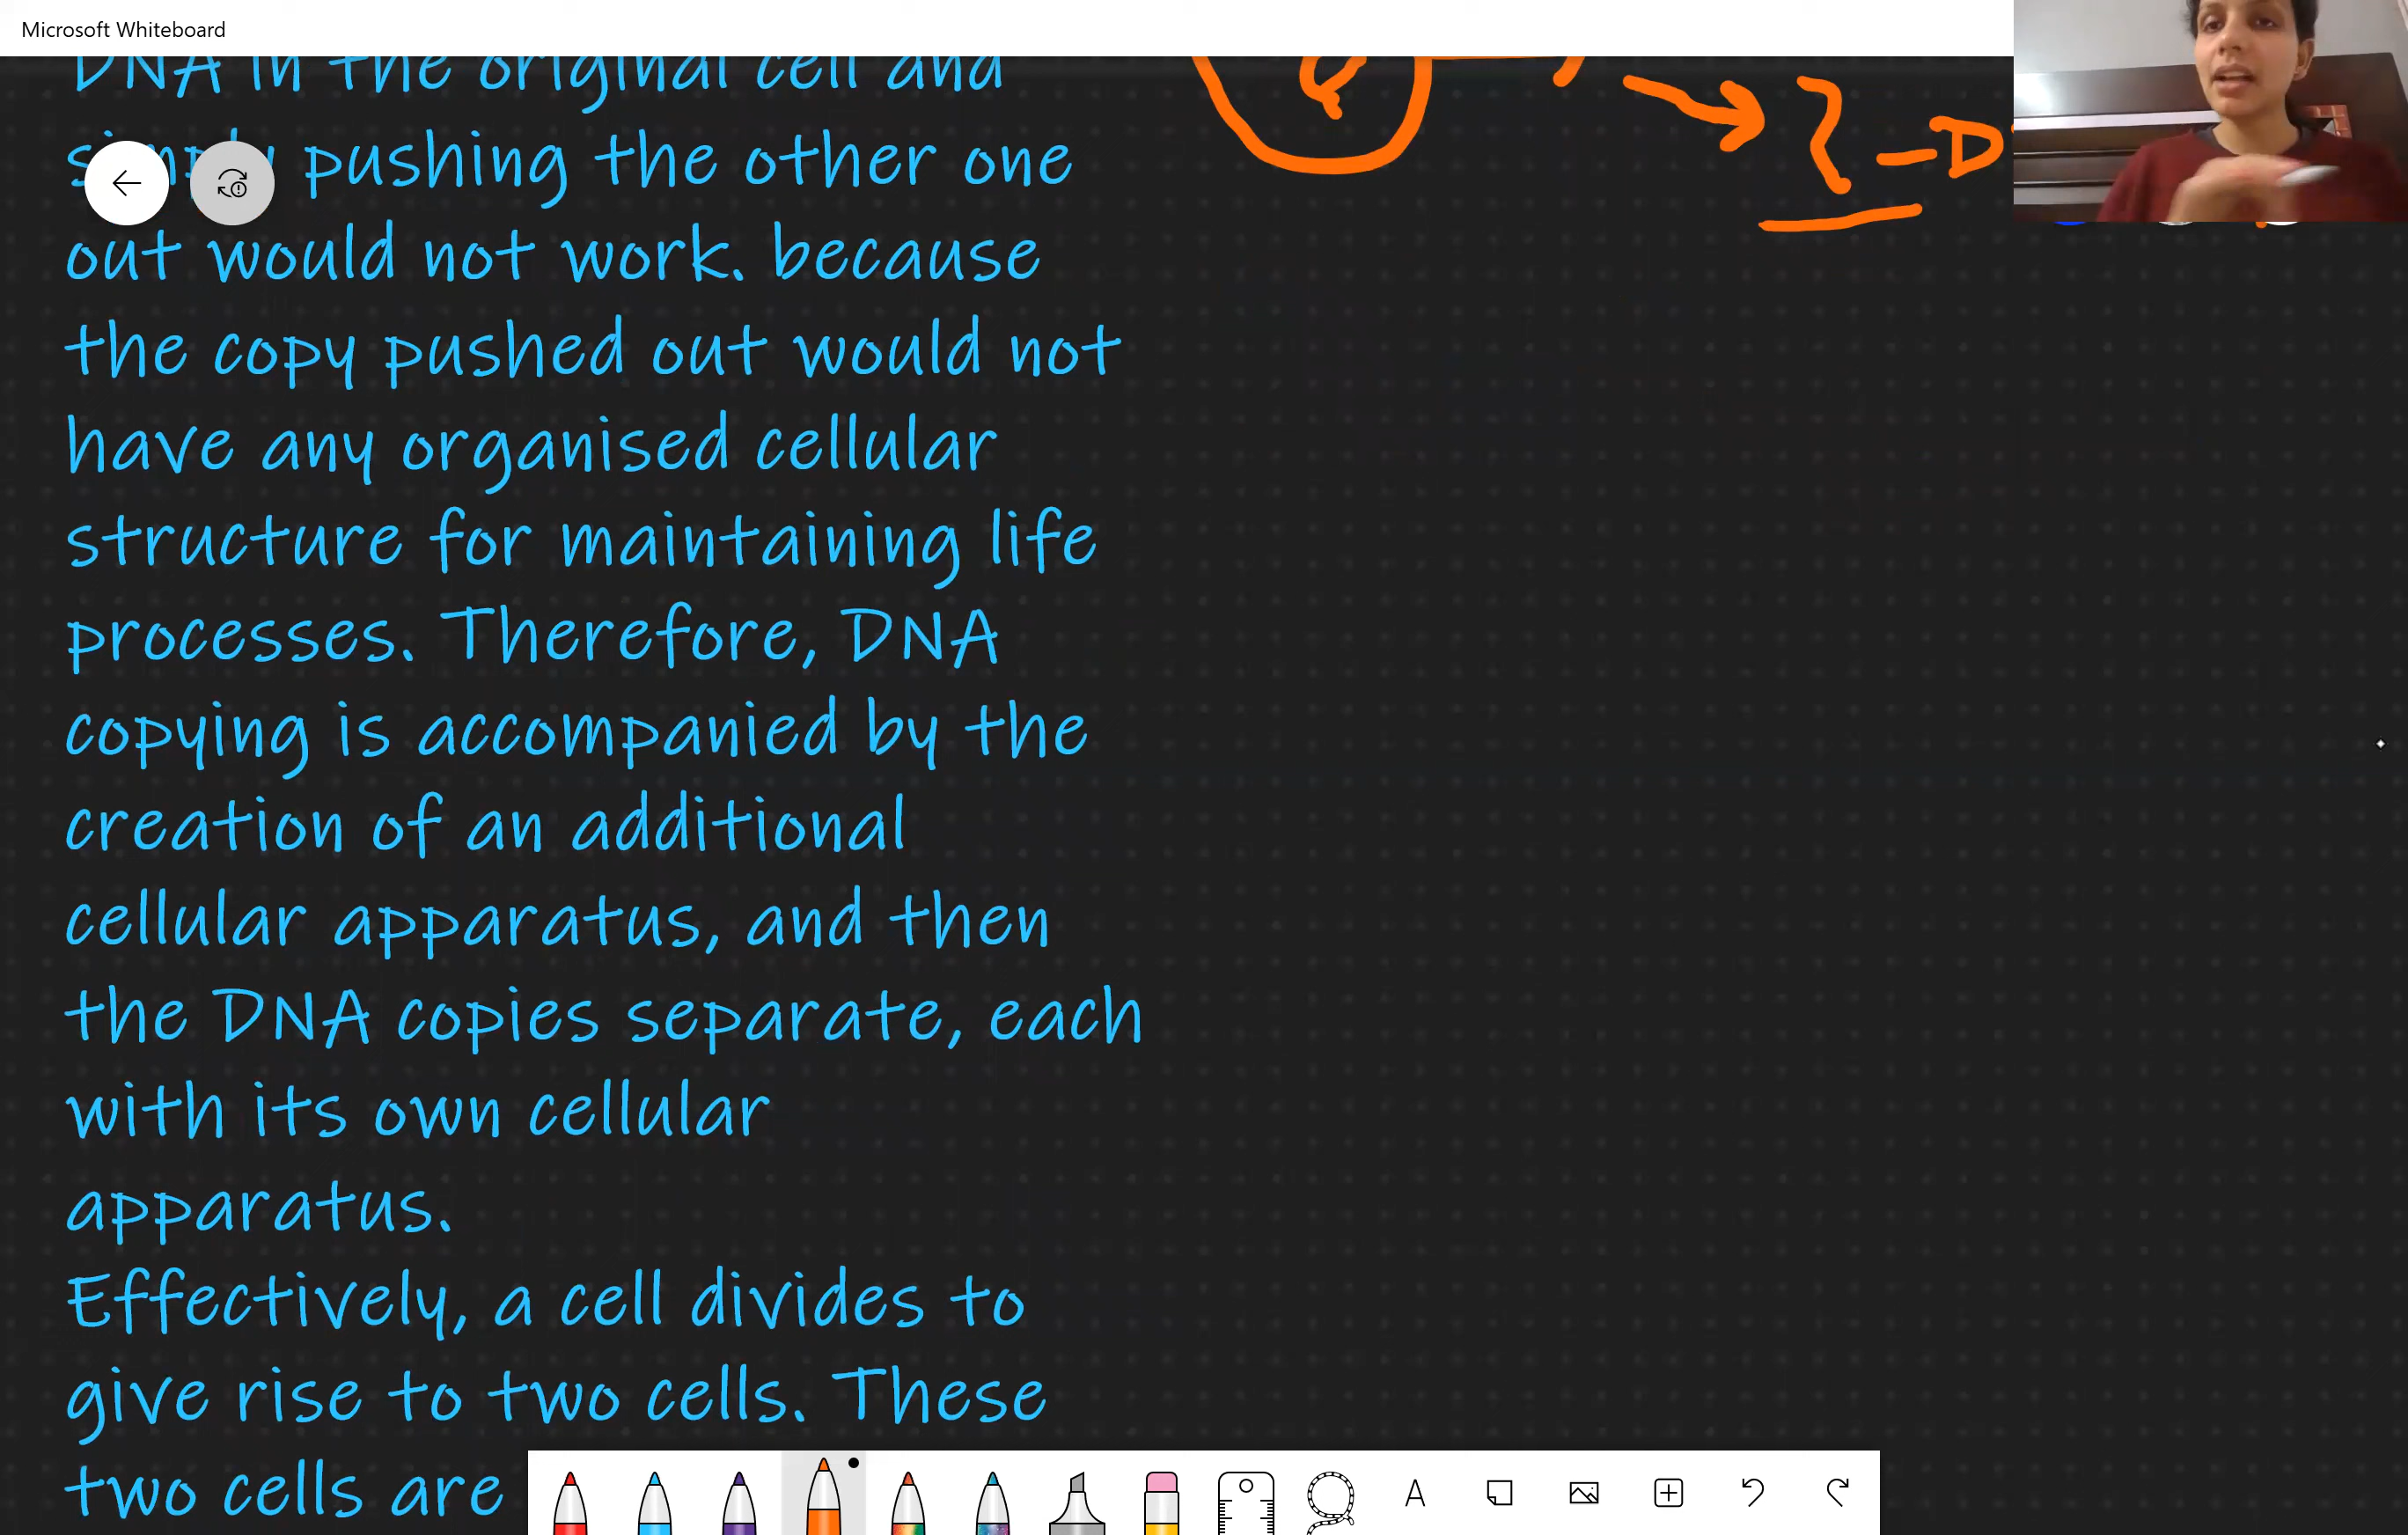 Microsoft Whiteboard
DNA in the original cell and
simply pushing the other one
out would not work. because
the copy pushed out would not
have any organised cellular
structure for maintaining life
processes. Therefore, DNA
copying is accompanied by the
creation of an additional
cellular apparatus, and then
the DNA copies separate, each
with its own cellular
apparatus.
Effectively, a cell divides to
give rise to two cells. These
two cells are